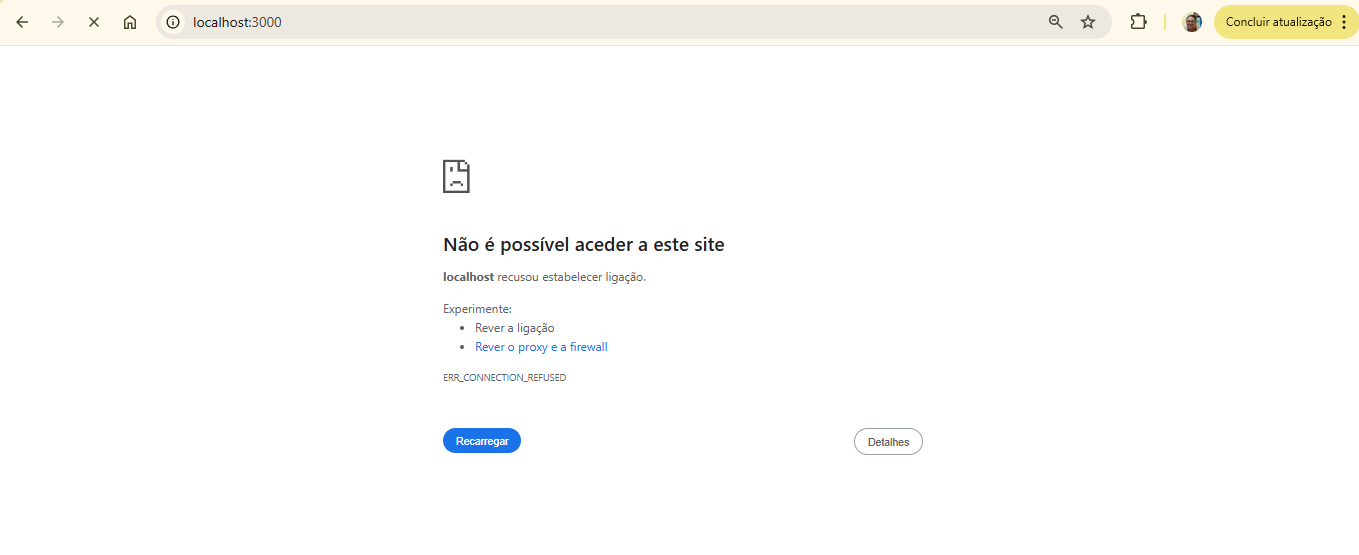 localhost:3000
Concluir atualização
Não é possível aceder a este site
localhost recusou estabelecer ligação.
Experimente:
Rever a ligação
Rever o proxy e a firewall
ERR_CONNECTION_REFUSED
Recarregar
Detalhes